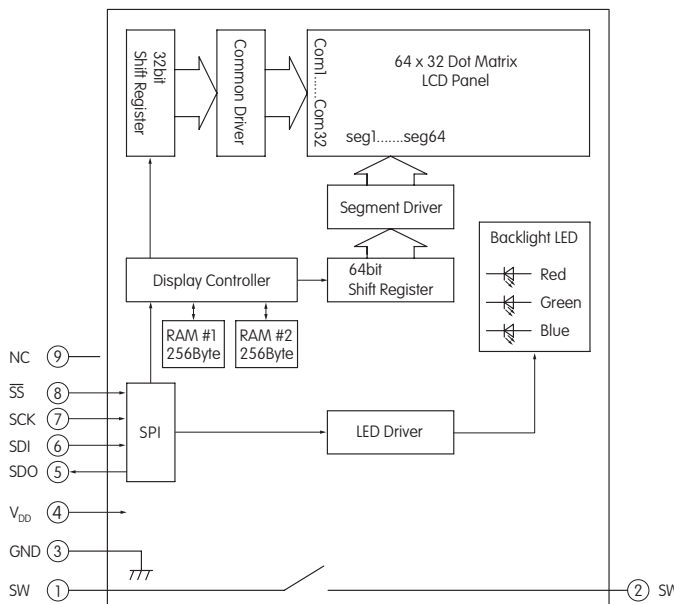 32bit
Shift Register
Common Driver
Com1......Com32
64 x 32 Dot Matrix
LCD Panel
seg1.......seg64
Segment Driver
Backlight LED
Red
Green
Blue
Display Controller
64bit
Shift Register
RAM #1
256Byte
RAM #2
256Byte
NC 9
SS 8
SCK 7
SDI 6
SDO 5
SPI
LED Driver
VDD 4
GND 3
SW 1
2 SW